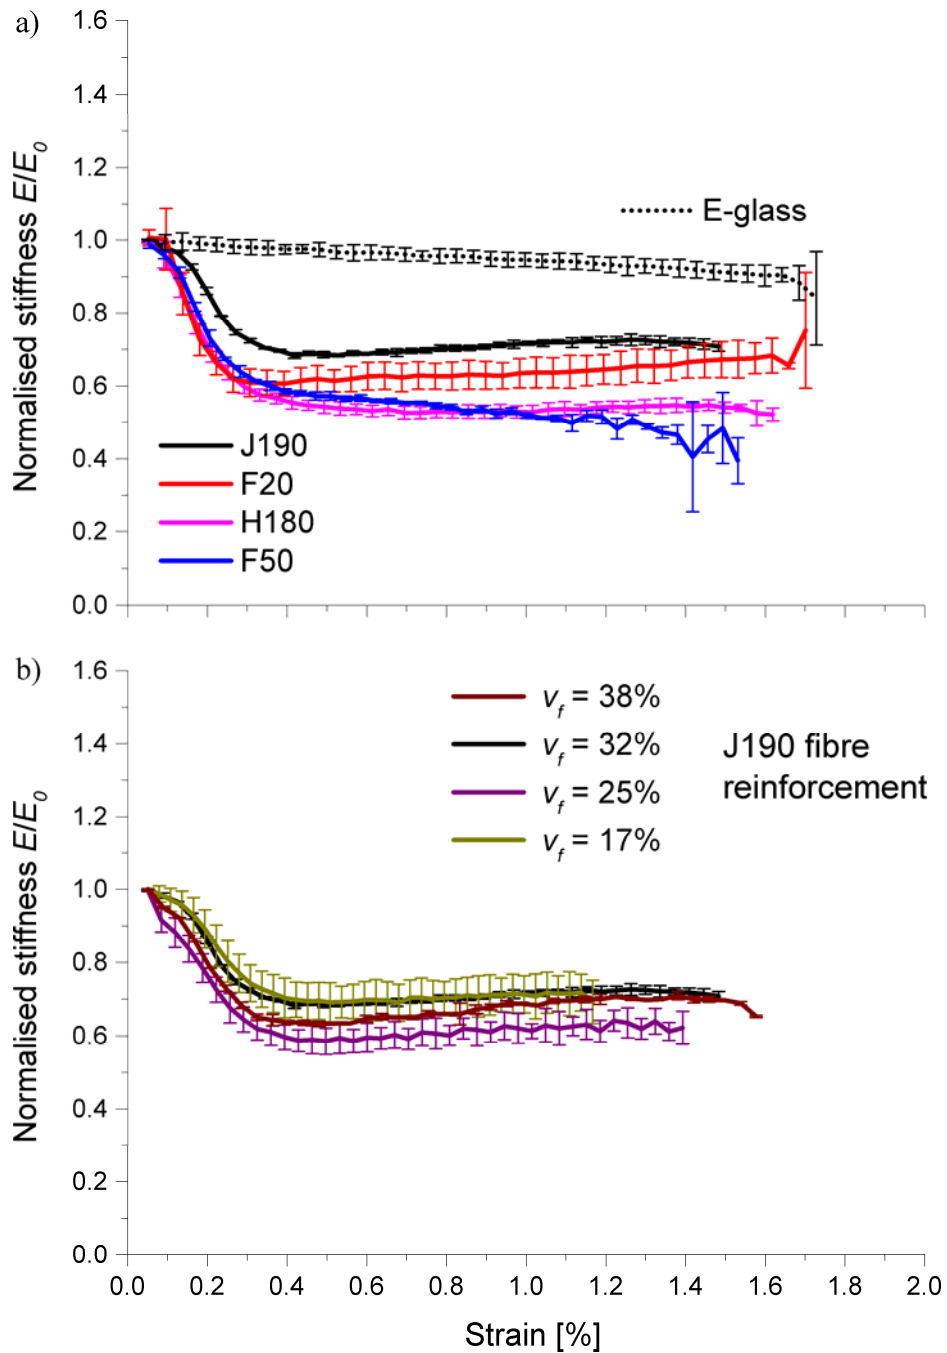 a)
1.6
1.4
1.2
1.0
0.8
0.6
0.4
0.2
0.0
Normalised stiffness E/E0
E-glass
J190
F20
H180
F50
b)
1.6
1.4
1.2
1.0
0.8
0.6
0.4
0.2
0.0
Normalised stiffness E/E0
vf = 38%
vf = 32%
vf = 25%
vf = 17%
J190 fibre
reinforcement
0.0 0.2 0.4 0.6 0.8 1.0 1.2 1.4 1.6 1.8 2.0
Strain [%]